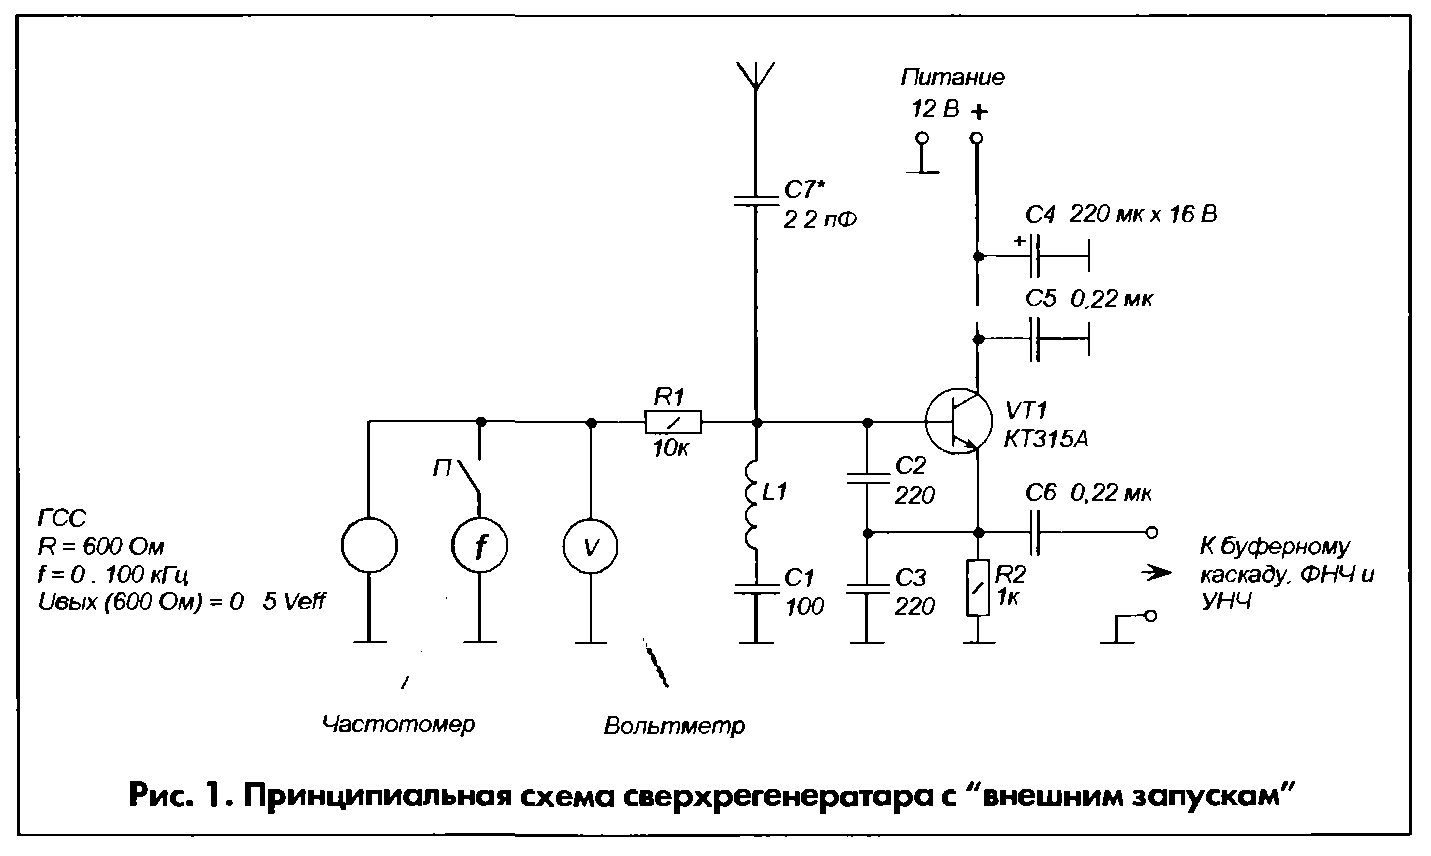 Питание
12 В +
C7*
2 2 пФ
C4 220 мк x 16 В
+
C5 0,22 мк
R1
10к
VT1
КТ315А
П
C2
220
L1
C6 0,22 мк
ГСС
R = 600 Ом
f = 0 . 100 кГц
Uвых (600 Ом) = 0 5 Veff
f
V
C1
100
C3
220
R2
1к
К буферному
каскаду, ФНЧ и
УНЧ
Частотомер
Вольтметр
Рис. 1. Принципиальная схема сверхрегенератара с "внешним запускам"